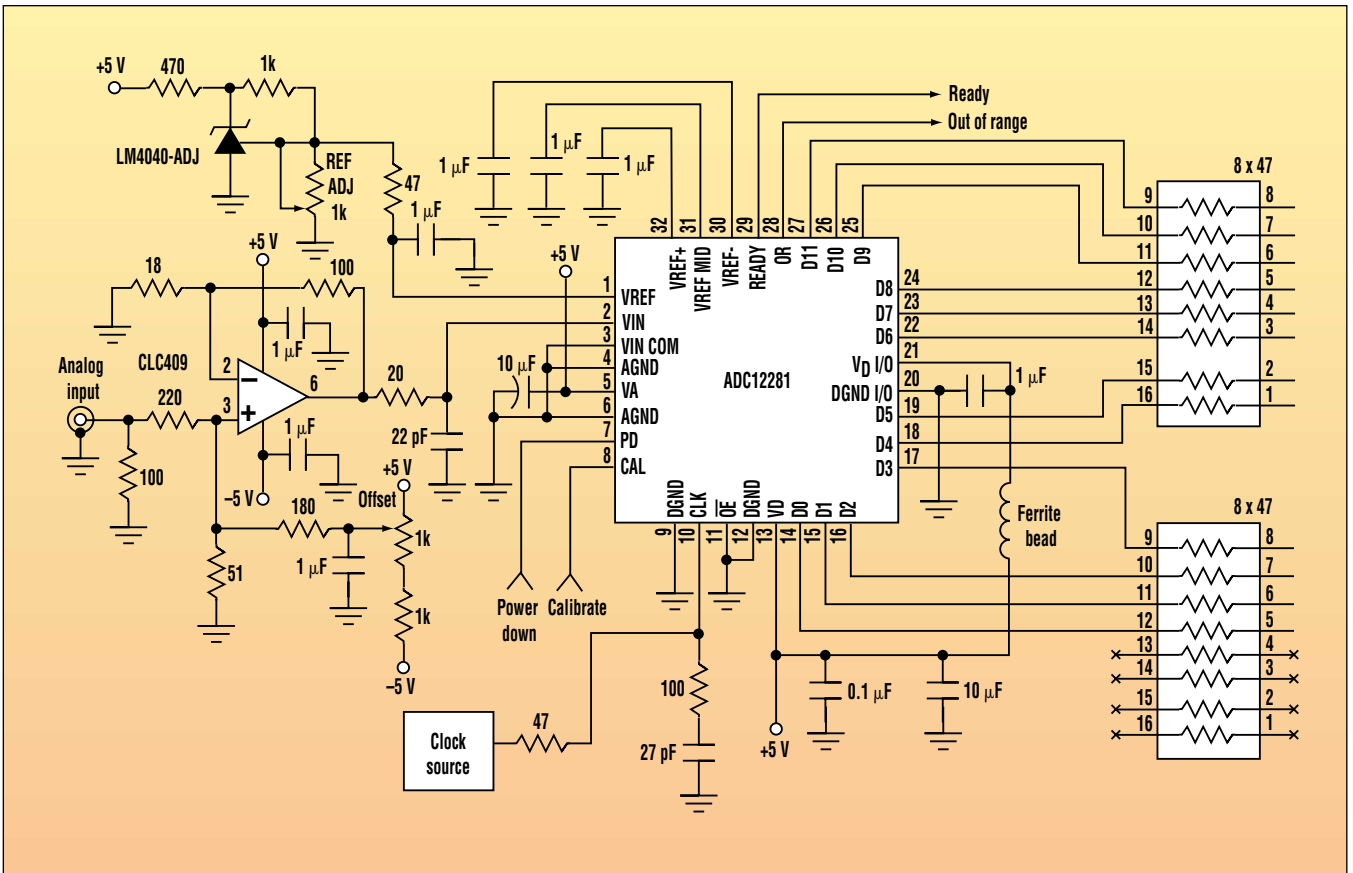 +5 V
470
1k
LM4040-ADJ
REF
ADJ
1k
47
1 μF
1 μF
1 μF
1 μF
Ready
Out of range
8 x 47
9
10
11
12
13
14
15
16
8
7
6
5
4
3
2
1
+5 V
18
100
1 μF
CLC409
2
3
6
Analog
input
220
100
1 μF
–5 V
20
22 pF
+5 V
Offset
180
1k
1 μF
51
1k
–5 V
+5 V
10 μF
32
31
30
29
28
27
26
25
VREF+
VREF MID
VREF-
READY
OR
D11
D10
D9
1 VREF
2 VIN
3 VIN COM
4 AGND
5 VA
6 AGND
7 PD
8 CAL
ADC12281
D8 24
D7 23
D6 22
VD I/O 21
DGND I/O 20
D5 19
D4 18
D3 17
1 μF
Ferrite
bead
DGND
CLK
OE
DGND
VD
D0
D1
D2
9
10
11
12
13
14
15
16
Power
down
Calibrate
Clock
source
47
100
27 pF
+5 V
0.1 μF
10 μF
8 x 47
9
10
11
12
13
14
15
16
8
7
6
5
4
3
2
1